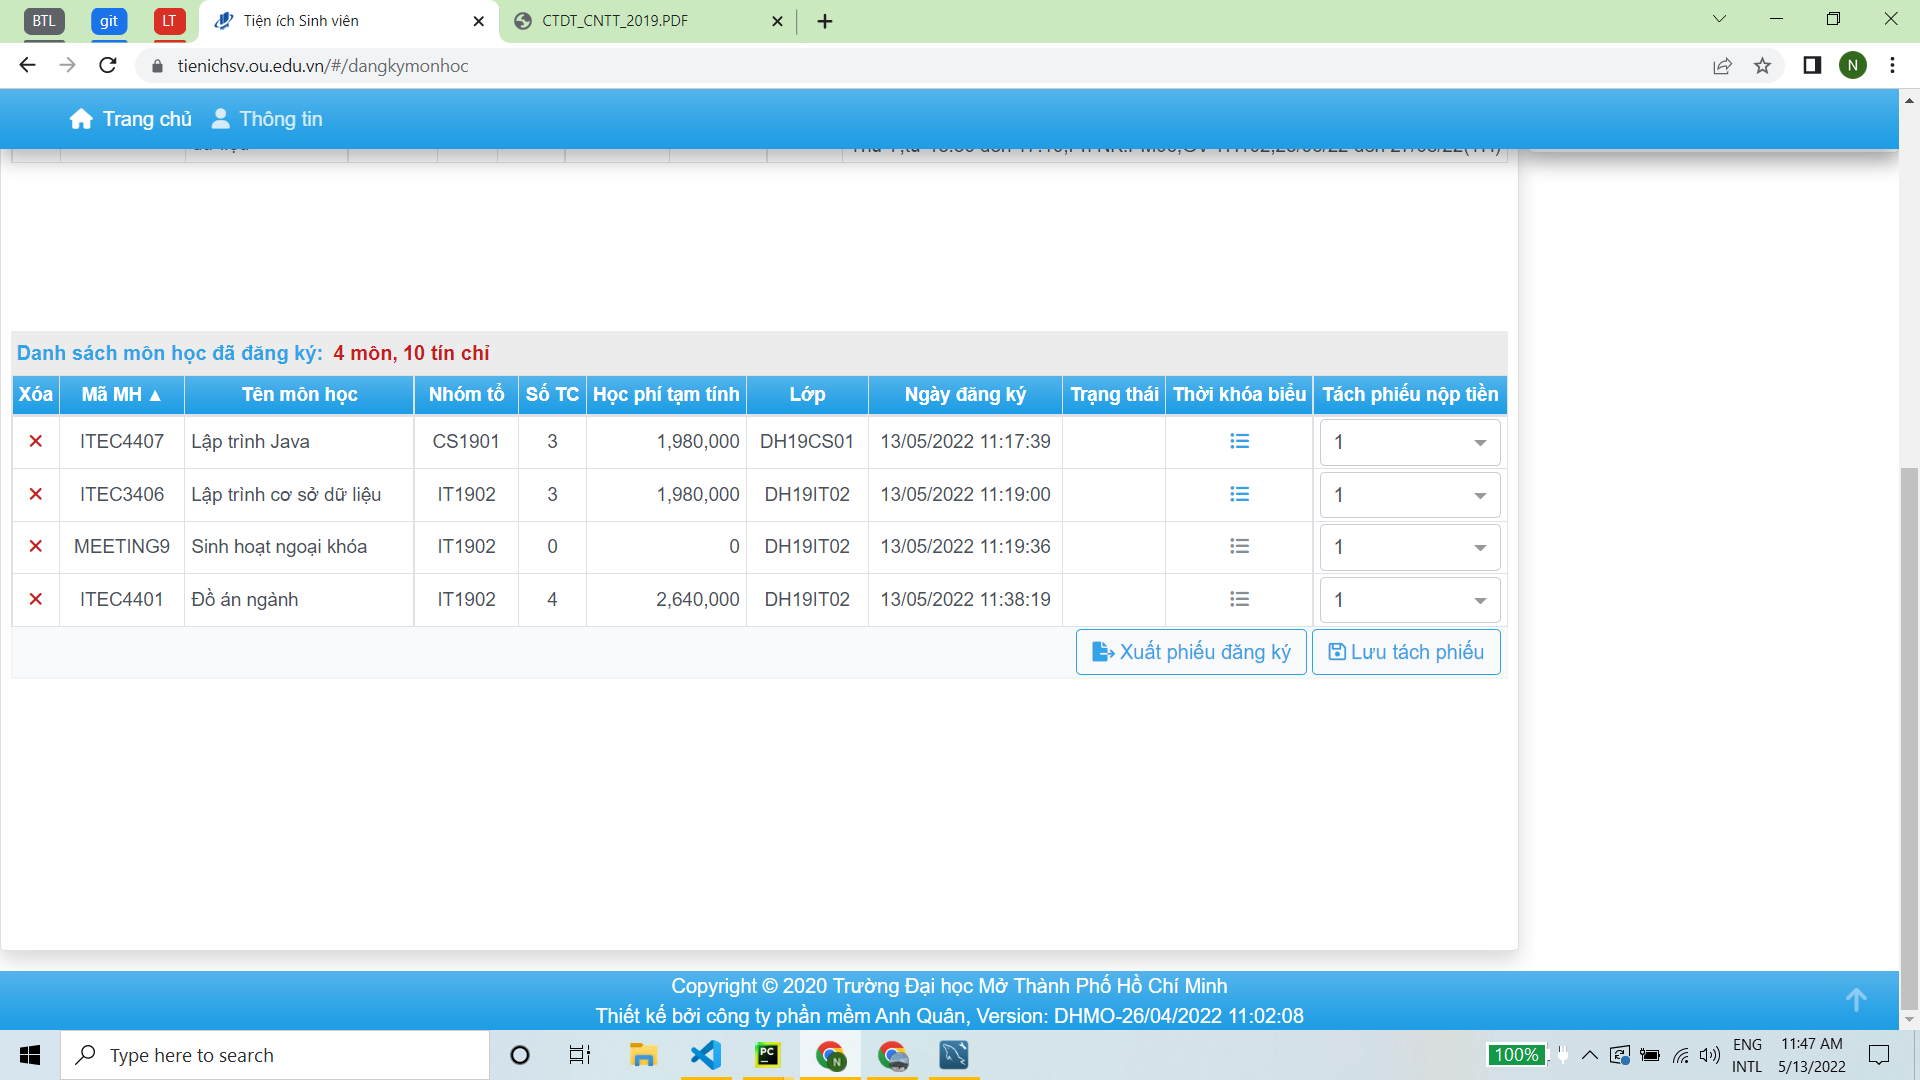 BTL
git
LT
Tiện ích Sinh viên
CTDT_CNTT_2019.PDF
tienichsv.ou.edu.vn/#/dangkymonhoc
N
Trang chủ
Thông tin
Danh sách môn học đã đăng ký: 4 môn, 10 tín chỉ
Xóa Mã MH ▲ Tên môn học Nhóm tổ Số TC Học phí tạm tính Lớp Ngày đăng ký Trạng thái Thời khóa biểu Tách phiếu nộp tiền
ITEC4407 Lập trình Java CS1901 3 1,980,000 DH19CS01 13/05/2022 11:17:39 1
ITEC3406 Lập trình cơ sở dữ liệu IT1902 3 1,980,000 DH19IT02 13/05/2022 11:19:00 1
MEETING9 Sinh hoạt ngoại khóa IT1902 0 0 DH19IT02 13/05/2022 11:19:36 1
ITEC4401 Đồ án ngành IT1902 4 2,640,000 DH19IT02 13/05/2022 11:38:19 1
Xuất phiếu đăng ký
Lưu tách phiếu
Copyright © 2020 Trường Đại học Mở Thành Phố Hồ Chí Minh
Thiết kế bởi công ty phần mềm Anh Quân, Version: DHMO-26/04/2022 11:02:08
Type here to search
PC
N
100%
ENG
INTL
11:47 AM
5/13/2022